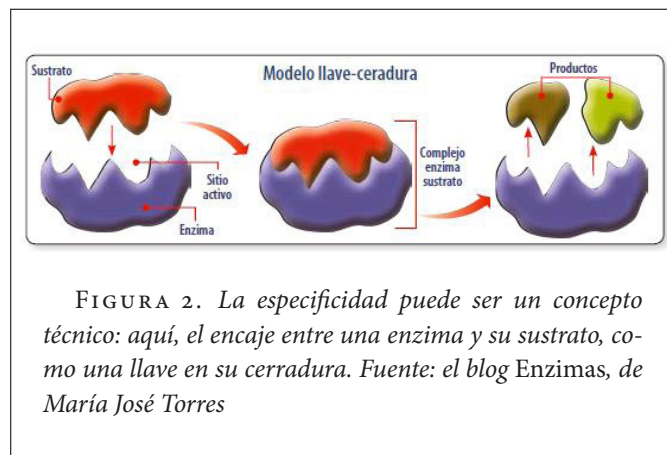 Modelo llave-ceradura
Sustrato
Sitio
activo
Enzima
Complejo
enzima
sustrato
Productos
FIGURA 2. La especificidad puede ser un concepto
técnico: aquí, el encaje entre una enzima y su sustrato, co-
mo una llave en su cerradura. Fuente: el blog Enzimas, de
María José Torres